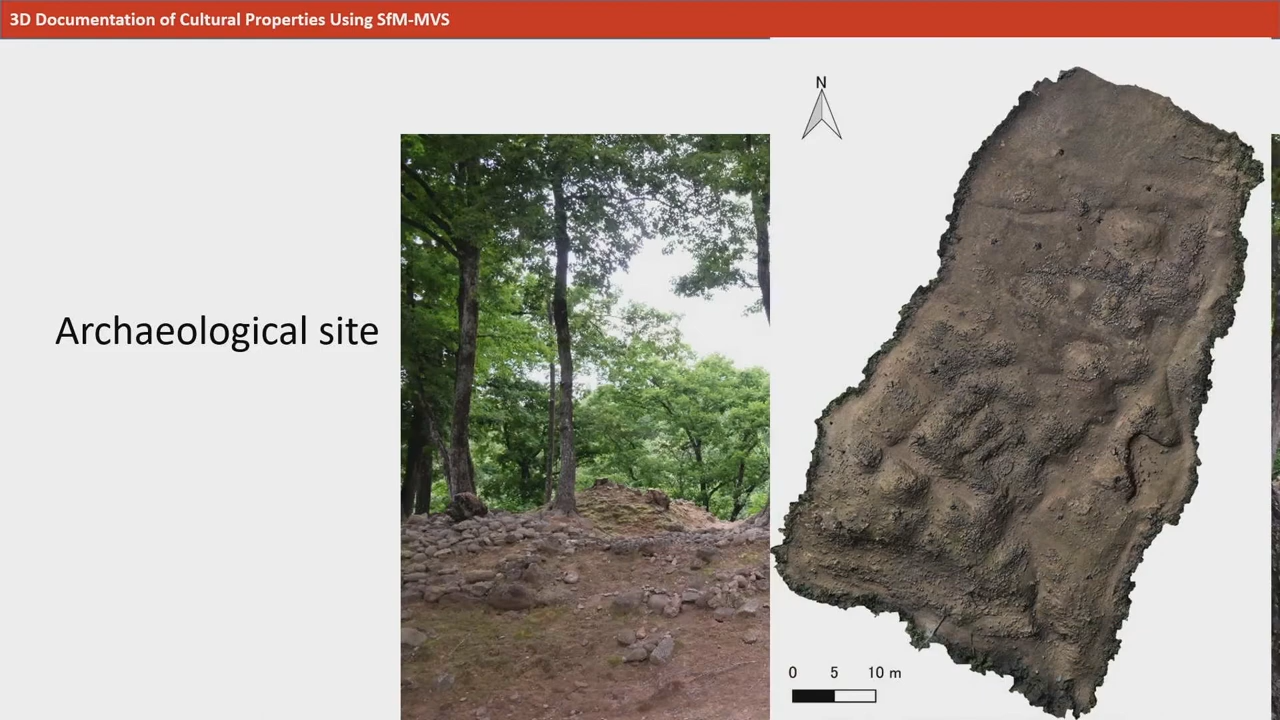 3D Documentation of Cultural Properties Using SfM-MVS
N
Archaeological site
0 5 10 m